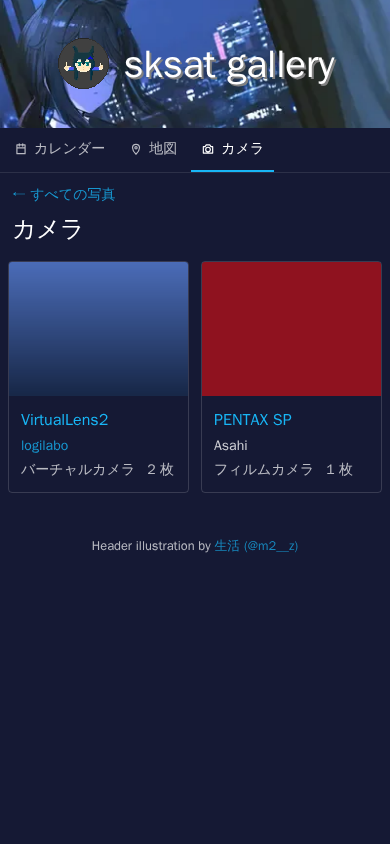 sksat gallery
カレンダー 地図 カメラ
← すべての写真
カメラ
VirtualLens2
logilabo
バーチャルカメラ 2 枚
PENTAX SP
Asahi
フィルムカメラ 1 枚
Header illustration by 生活 (@m2__z)